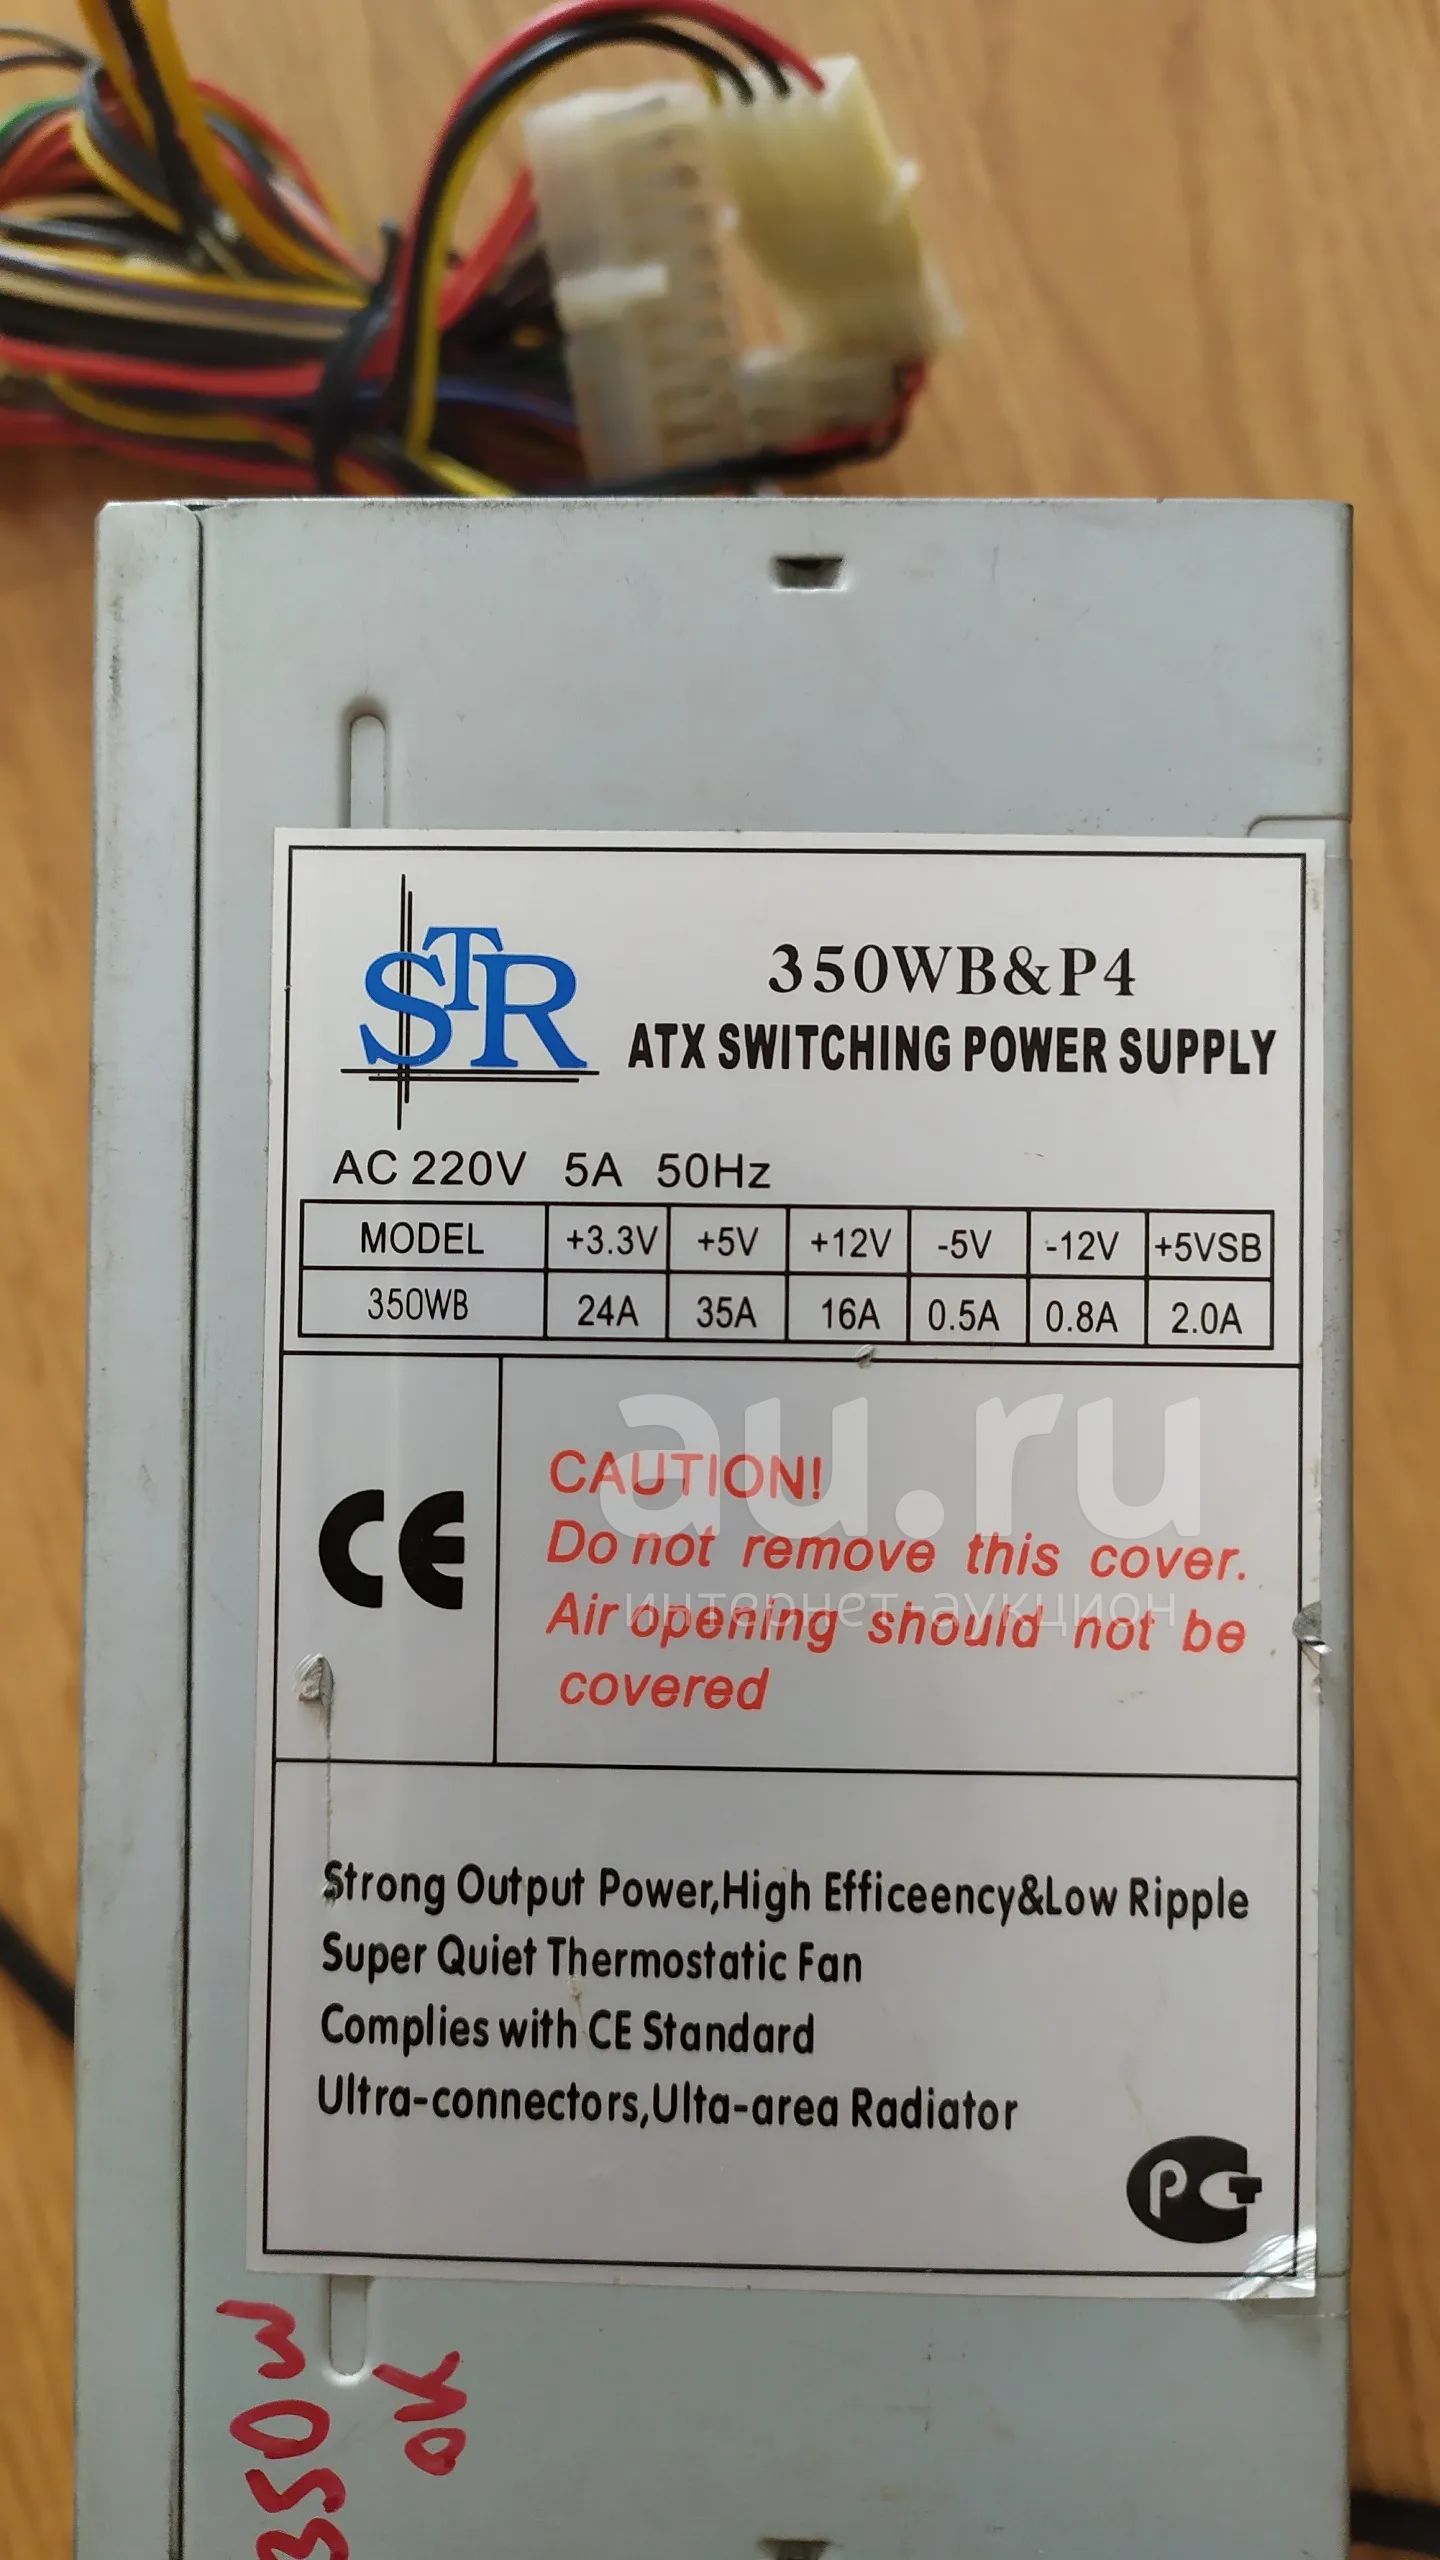 STR
350WB&P4
ATX SWITCHING POWER SUPPLY
AC 220V 5A 50Hz
MODEL +3.3V +5V +12V -5V -12V +5VSB
350WB 24A 35A 16A 0.5A 0.8A 2.0A
au.ru
интернет-аукцион
CE
CAUTION!
Do not remove this cover.
Air opening should not be
covered
Strong Output Power,High Efficeency&Low Ripple
Super Quiet Thermostatic Fan
Complies with CE Standard
Ultra-connectors,Ulta-area Radiator
РСТ
350W
OK